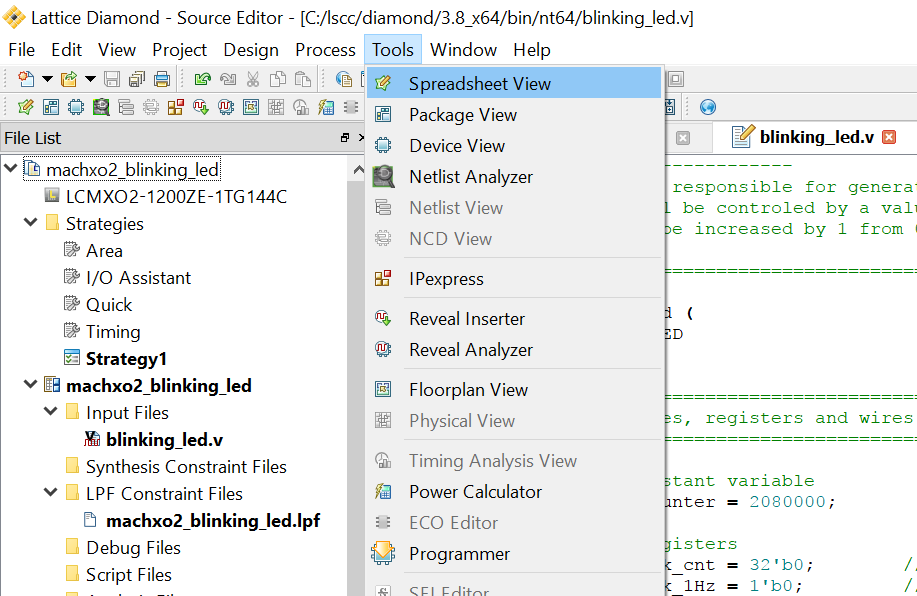 Lattice Diamond - Source Editor - [C:/lscc/diamond/3.8_x64/bin/nt64/blinking_led.v]
File Edit View Project Design Process Tools Window Help
File List
machxo2_blinking_led
LCMXO2-1200ZE-1TG144C
Strategies
Area
I/O Assistant
Quick
Timing
Strategy1
machxo2_blinking_led
Input Files
blinking_led.v
Synthesis Constraint Files
LPF Constraint Files
machxo2_blinking_led.lpf
Debug Files
Script Files
Spreadsheet View
Package View
Device View
Netlist Analyzer
Netlist View
NCD View
IPexpress
Reveal Inserter
Reveal Analyzer
Floorplan View
Physical View
Timing Analysis View
Power Calculator
ECO Editor
Programmer
SEI Editor
blinking_led.v
------------
responsible for generat
l be controled by a valu
be increased by 1 from
========================
d (
ED
========================
es, registers and wires
========================
stant variable
unter = 2080000;
gisters
k_cnt = 32'b0; //
k_1Hz = 1'b0; //